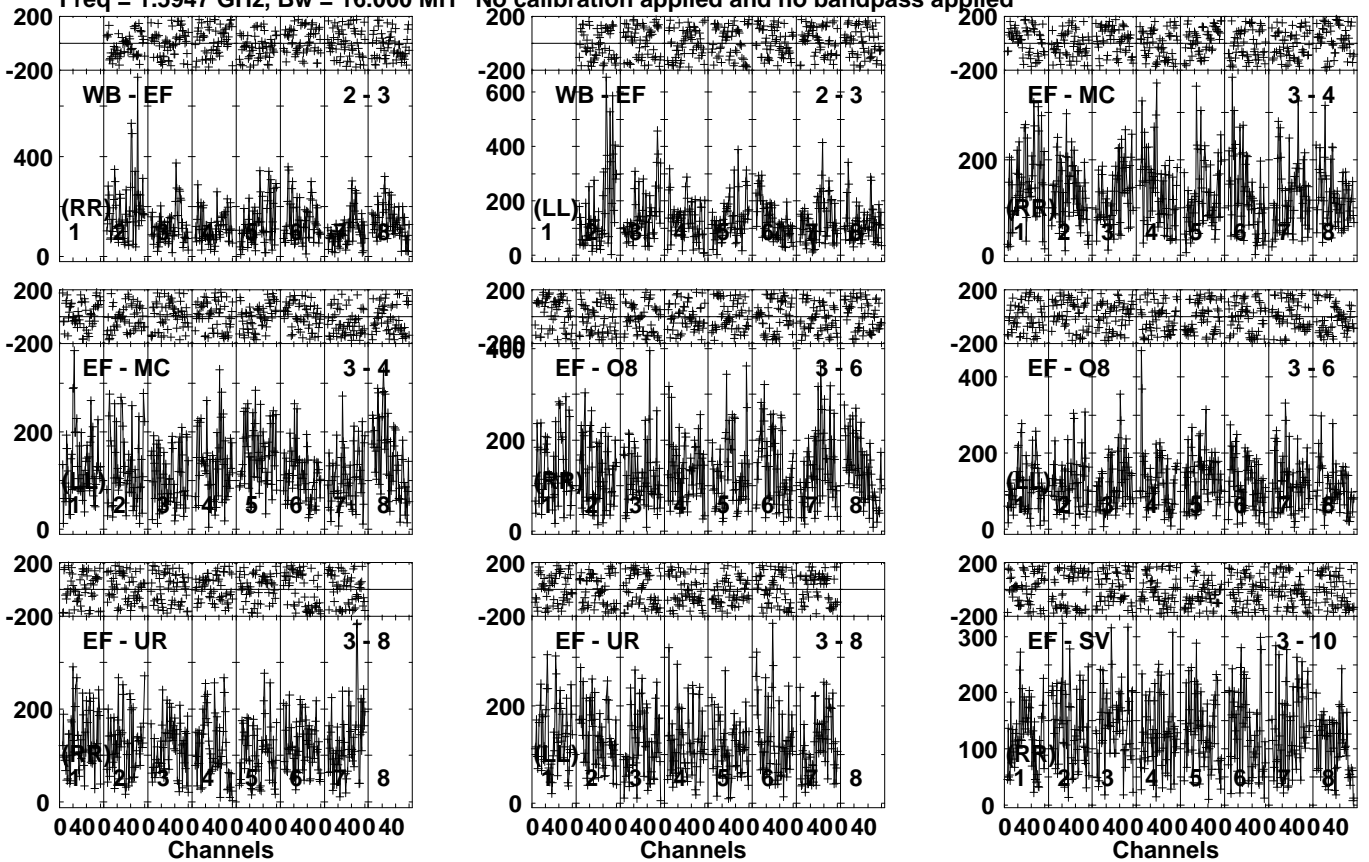 Freq = 1.5947 GHz, Bw = 16.000 MH No calibration applied and no bandpass applied
200 200 200
-200 -200 -200
WB - EF 2 - 3 WB - EF 2 - 3 EF - MC 3 - 4
600
400 400 200
200
(RR) (LL) (RR)
1 2 3 4 5 6 7 8 1 2 3 4 5 6 7 8 1 2 3 4 5 6 7 8
0 0 0
200 200 200
-200 -200 -200
400
EF - MC 3 - 4 EF - O8 3 - 6 EF - O8 3 - 6
400
200 200 200
(LL) (RR) (LL)
1 2 3 4 5 6 7 8 1 2 3 4 5 6 7 8 1 2 3 4 5 6 7 8
0 0 0
200 200 200
-200 -200 -200
EF - UR 3 - 8 EF - UR 3 - 8 EF - SV 3 - 10
300
200 200 200
100
(RR) (LL) (RR)
1 2 3 4 5 6 7 8 1 2 3 4 5 6 7 8 1 2 3 4 5 6 7 8
0 0 0
0 40 0 40 0 40 0 40 0 40 0 40 0 40 0 40 0 40 0 40 0 40 0 40 0 40 0 40 0 40 0 40 0 40 0 40 0 40 0 40 0 40 0 40 0 40 0 40
Channels Channels Channels